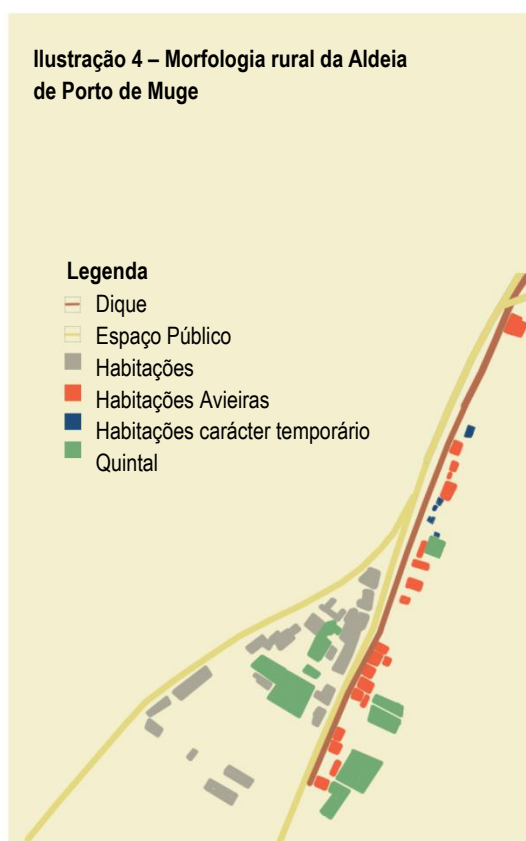 Ilustração 4 – Morfologia rural da Aldeia
de Porto de Muge
Legenda
Dique
Espaço Público
Habitações
Habitações Avieiras
Habitações carácter temporário
Quintal